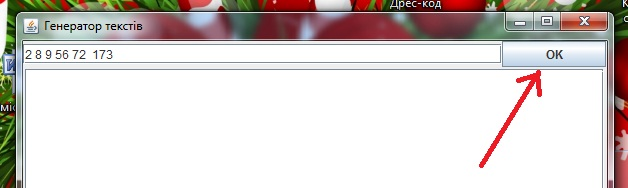 Дрес-код
Генератор текстів
2 8 9 56 72  173
OK